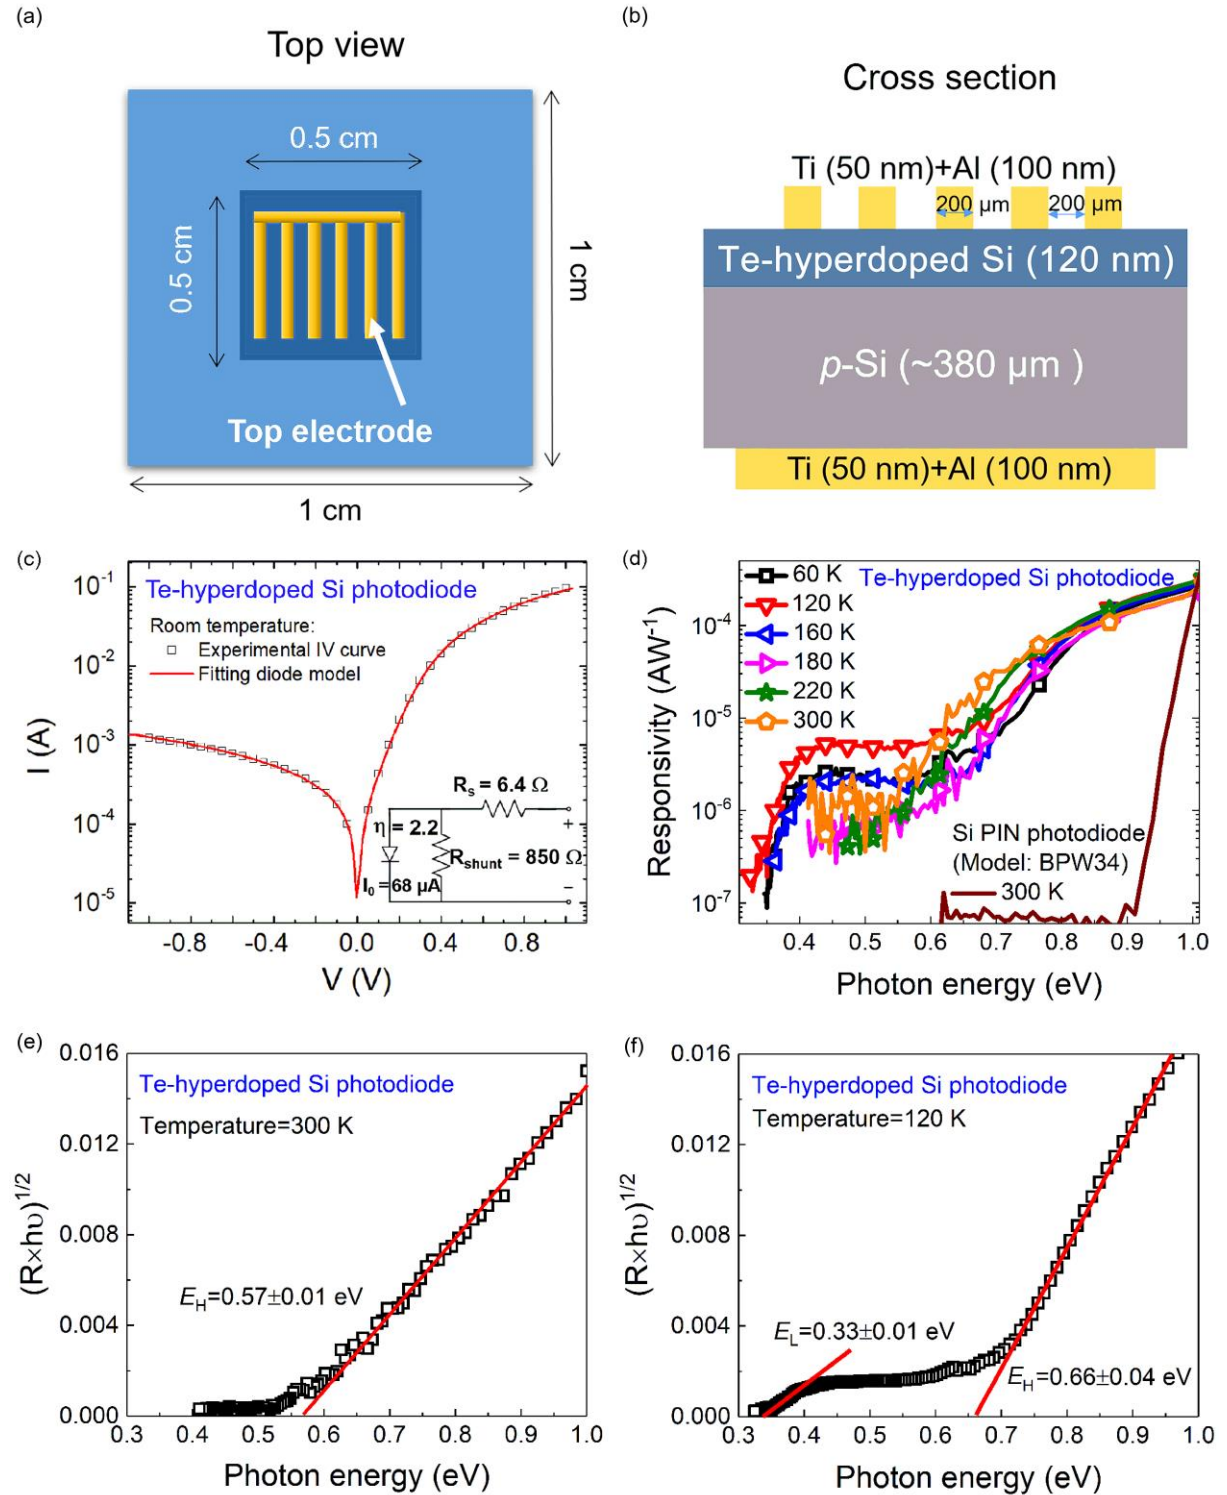 (a)
Top view
0.5 cm
0.5 cm
1 cm
Top electrode
1 cm
(b)
Cross section
Ti (50 nm)+Al (100 nm)
200 μm 200 μm
Te-hyperdoped Si (120 nm)
p-Si (~380 μm )
Ti (50 nm)+Al (100 nm)
(c)
Te-hyperdoped Si photodiode
Room temperature:
Experimental IV curve
Fitting diode model
10⁻¹
10⁻²
10⁻³
10⁻⁴
10⁻⁵
I (A)
Rₛ = 6.4 Ω
η = 2.2
R_shunt = 850 Ω
I₀ = 68 μA
+
−
-0.8 -0.4 0.0 0.4 0.8
V (V)
(d)
Te-hyperdoped Si photodiode
60 K
120 K
160 K
180 K
220 K
300 K
10⁻⁴
10⁻⁵
10⁻⁶
10⁻⁷
Responsivity (AW⁻¹)
Si PIN photodiode
(Model: BPW34)
300 K
0.4 0.5 0.6 0.7 0.8 0.9 1.0
Photon energy (eV)
(e)
Te-hyperdoped Si photodiode
Temperature=300 K
0.016
0.012
0.008
0.004
0.000
(R×hυ)^1/2
E_H=0.57±0.01 eV
0.3 0.4 0.5 0.6 0.7 0.8 0.9 1.0
Photon energy (eV)
(f)
Te-hyperdoped Si photodiode
Temperature=120 K
0.016
0.012
0.008
0.004
0.000
(R×hυ)^1/2
E_L=0.33±0.01 eV
E_H=0.66±0.04 eV
0.3 0.4 0.5 0.6 0.7 0.8 0.9 1.0
Photon energy (eV)